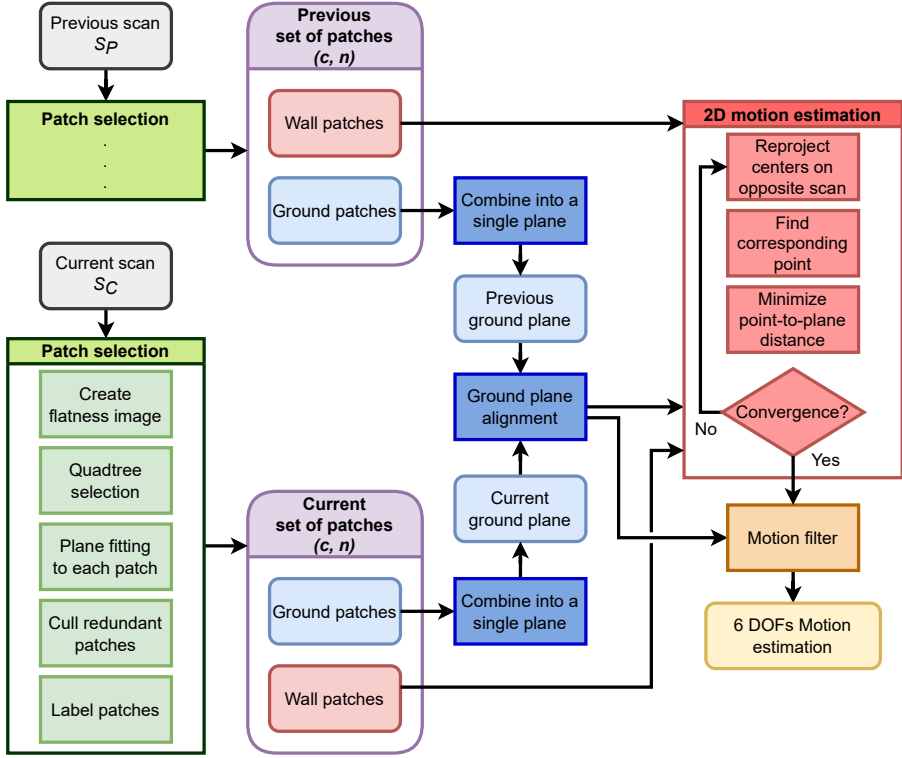 Previous scan
S_P
Patch selection
.
.
.
Previous
set of patches
(c, n)
Wall patches
Ground patches
Combine into a
single plane
Previous
ground plane
Ground plane
alignment
Current
ground plane
Combine into a
single plane
Current scan
S_C
Patch selection
Create
flatness image
Quadtree
selection
Plane fitting
to each patch
Cull redundant
patches
Label patches
Current
set of patches
(c, n)
Ground patches
Wall patches
2D motion estimation
Reproject
centers on
opposite scan
Find
corresponding
point
Minimize
point-to-plane
distance
Convergence?
No
Yes
Motion filter
6 DOFs Motion
estimation